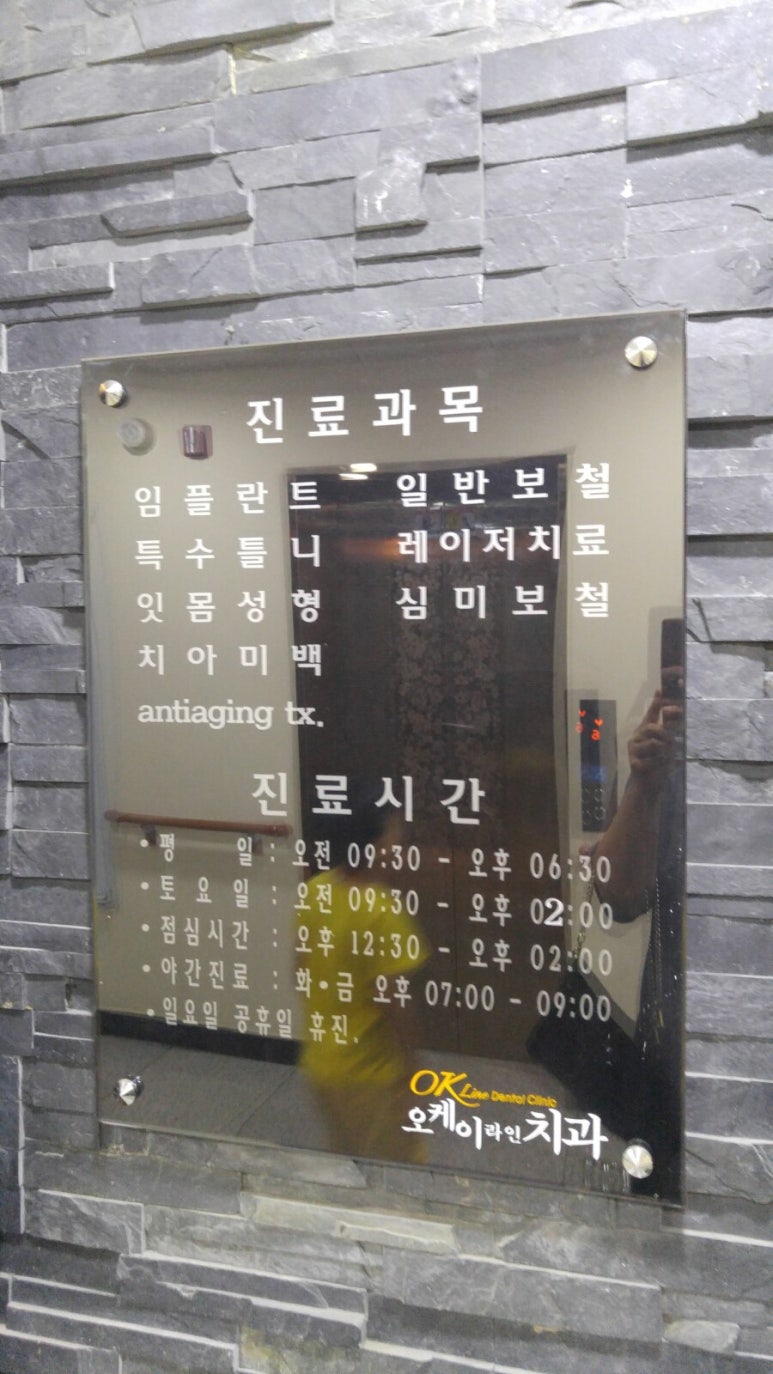 진료과목
임플란트 일반보철
특수틀니 레이저치료
잇몸성형 심미보철
치아미백
antiaging tx.
진료시간
•평 일 : 오전 09:30 - 오후 06:30
•토요일 : 오전 09:30 - 오후 02:00
•점심시간 : 오후 12:30 - 오후 02:00
•야간진료 : 화•금 오후 07:00 - 09:00
•일요일 공휴일 휴진.
OK Line Dental Clinic
오케이라인치과